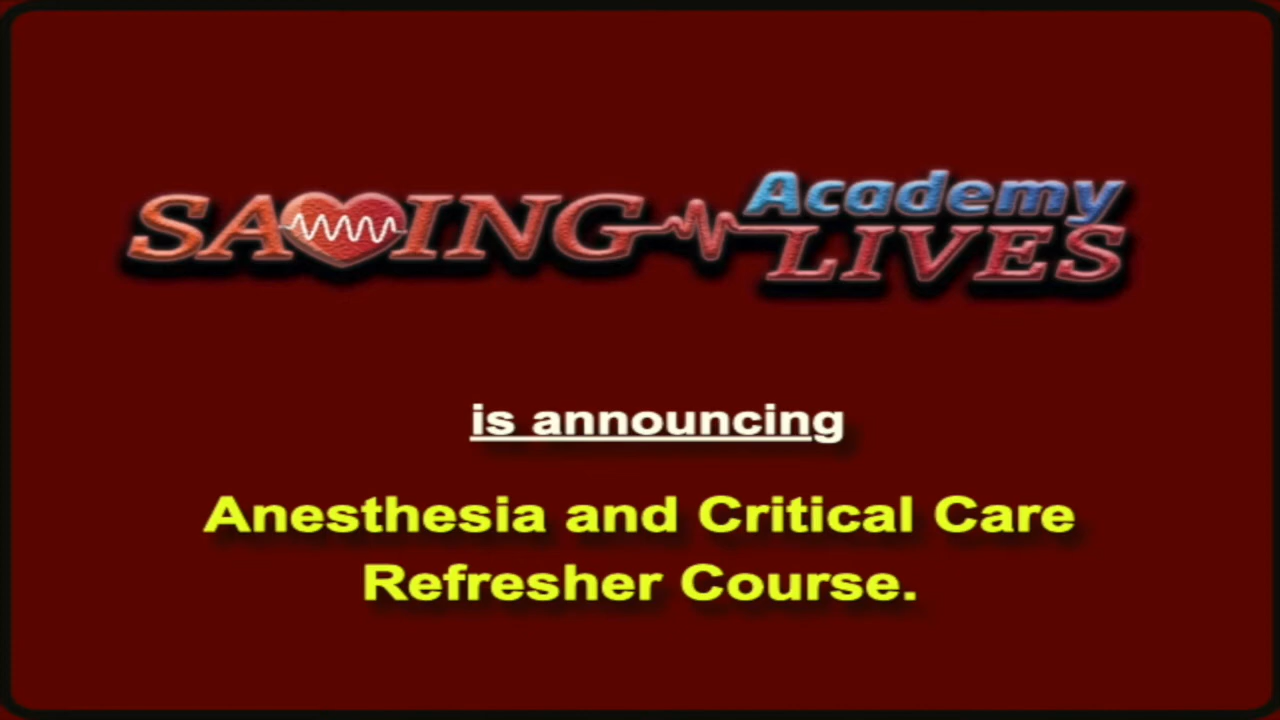 SAVING Academy LIVES
is announcing
Anesthesia and Critical Care
Refresher Course.